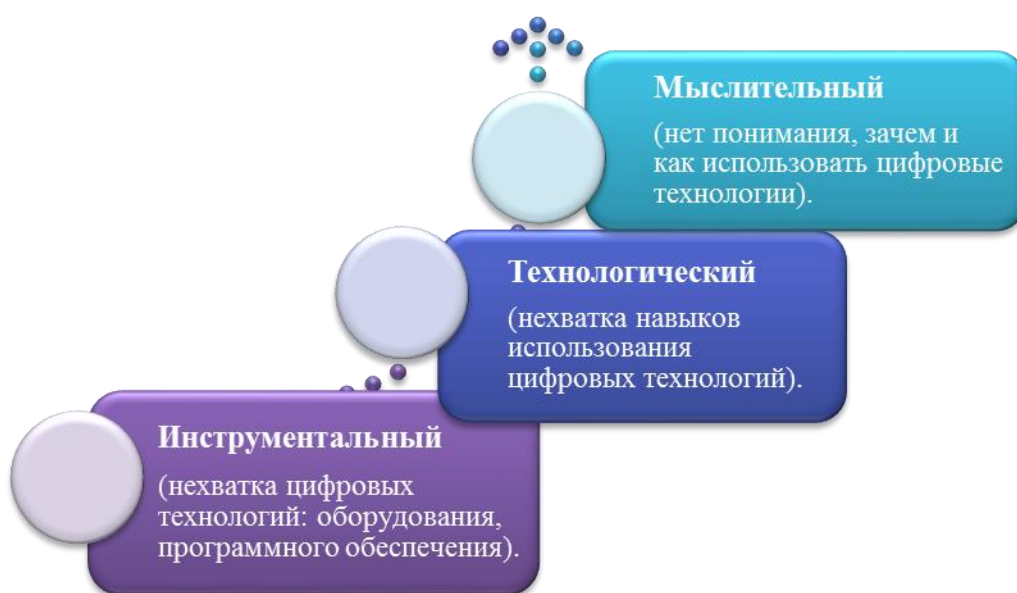 Мыслительный
(нет понимания, зачем и
как использовать цифровые
технологии).
Технологический
(нехватка навыков
использования
цифровых технологий).
Инструментальный
(нехватка цифровых
технологий: оборудования,
программного обеспечения).